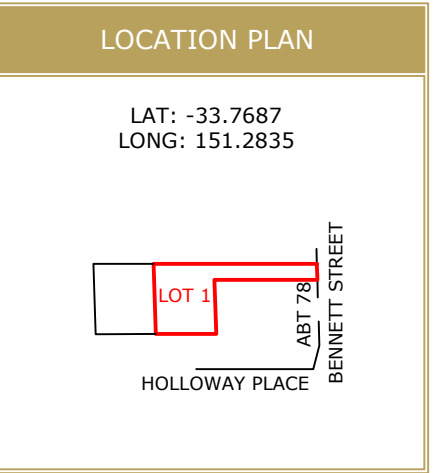 LOCATION PLAN
LAT: -33.7687
LONG: 151.2835
LOT 1
ABT 78
BENNETT STREET
HOLLOWAY PLACE